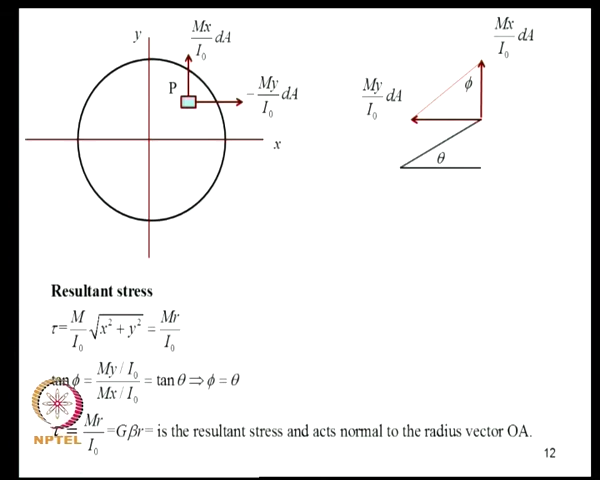 y
Mx/I₀ dA
P
-My/I₀ dA
x
Mx/I₀ dA
My/I₀ dA
ϕ
θ
Resultant stress
τ=M/I₀ √(x²+y²) = Mr/I₀
tan ϕ = (My / I₀)/(Mx / I₀) = tan θ ⇒ ϕ = θ
τ = Mr/I₀ =Gβr= is the resultant stress and acts normal to the radius vector OA.
NPTEL
12